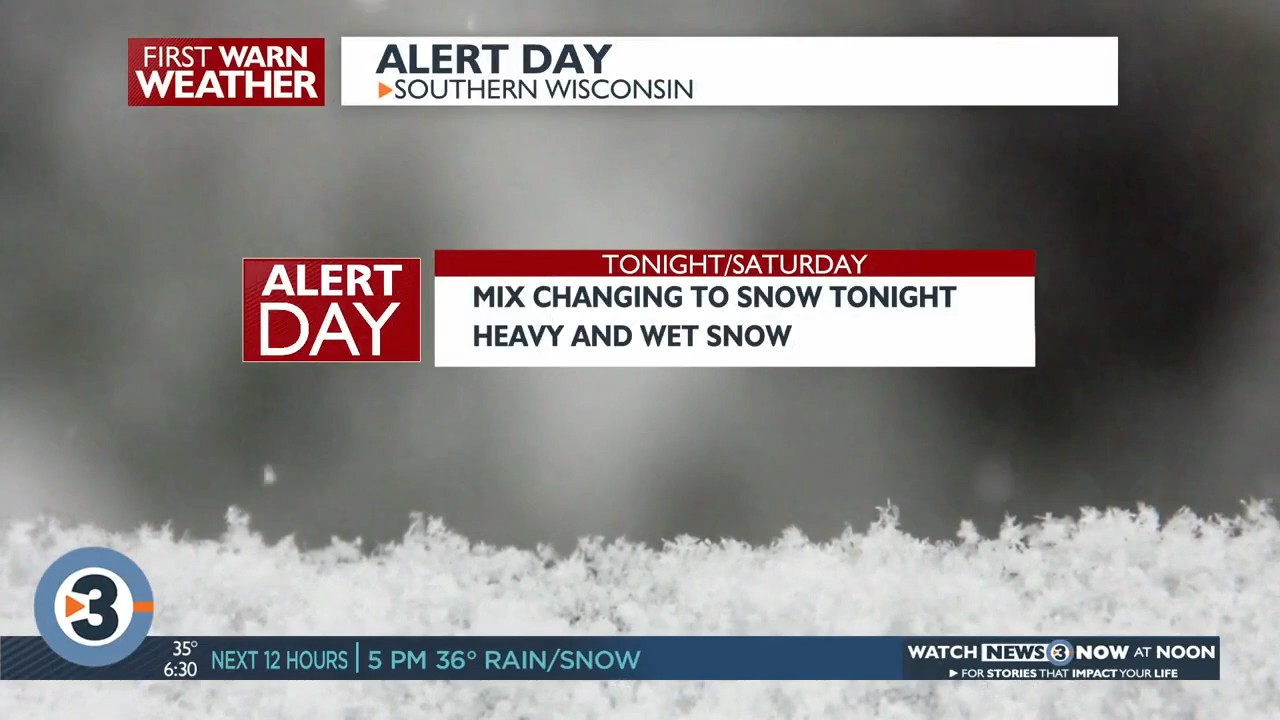 FIRST WARN
WEATHER
ALERT DAY
SOUTHERN WISCONSIN
ALERT
DAY
TONIGHT/SATURDAY
MIX CHANGING TO SNOW TONIGHT
HEAVY AND WET SNOW
3
35°
6:30
NEXT 12 HOURS | 5 PM 36° RAIN/SNOW
WATCH NEWS 3 NOW AT NOON
FOR STORIES THAT IMPACT YOUR LIFE